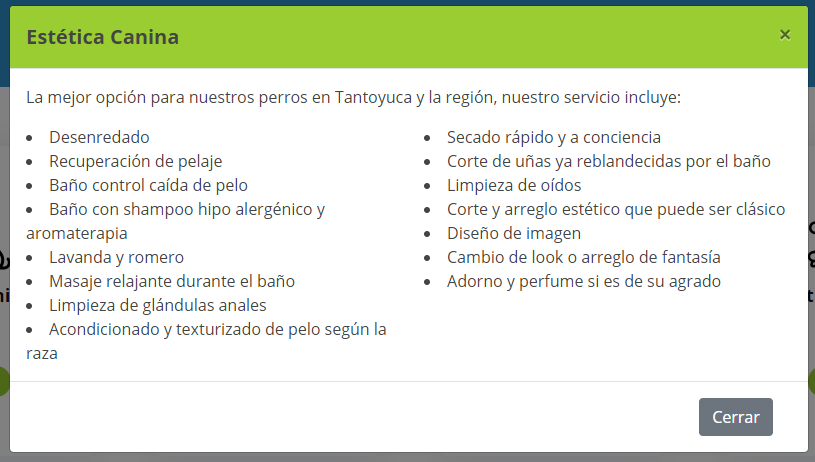 Estética Canina
×
La mejor opción para nuestros perros en Tantoyuca y la región, nuestro servicio incluye:
• Desenredado
• Recuperación de pelaje
• Baño control caída de pelo
• Baño con shampoo hipo alergénico y
aromaterapia
• Lavanda y romero
• Masaje relajante durante el baño
• Limpieza de glándulas anales
• Acondicionado y texturizado de pelo según la
raza
• Secado rápido y a conciencia
• Corte de uñas ya reblandecidas por el baño
• Limpieza de oídos
• Corte y arreglo estético que puede ser clásico
• Diseño de imagen
• Cambio de look o arreglo de fantasía
• Adorno y perfume si es de su agrado
Cerrar